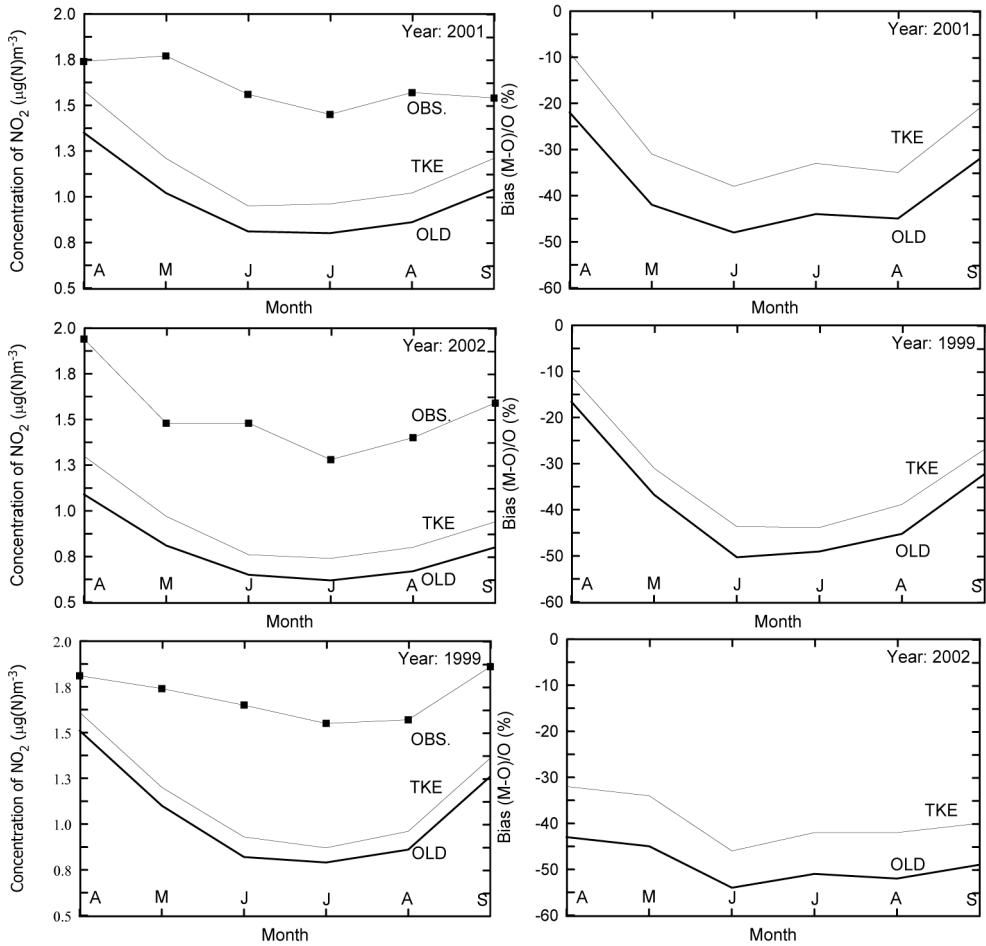 Concentration of NO2 (μg(N)m-3)
2.0
1.8
1.5
1.3
1.0
0.8
0.5
Year: 2001
OBS.
TKE
OLD
A M J J A S
Month
Bias (M-O)/O (%)
0
-10
-20
-30
-40
-50
-60
Year: 2001
TKE
OLD
A M J J A S
Month
Concentration of NO2 (μg(N)m-3)
2.0
1.8
1.5
1.3
1.0
0.8
0.5
Year: 2002
OBS.
TKE
OLD
A M J J A S
Month
Bias (M-O)/O (%)
0
-10
-20
-30
-40
-50
-60
Year: 1999
TKE
OLD
A M J J A S
Month
Concentration of NO2 (μg(N)m-3)
2.0
1.8
1.5
1.3
1.0
0.8
0.5
Year: 1999
OBS.
TKE
OLD
A M J J A S
Month
Bias (M-O)/O (%)
0
-10
-20
-30
-40
-50
-60
Year: 2002
TKE
OLD
A M J J A S
Month